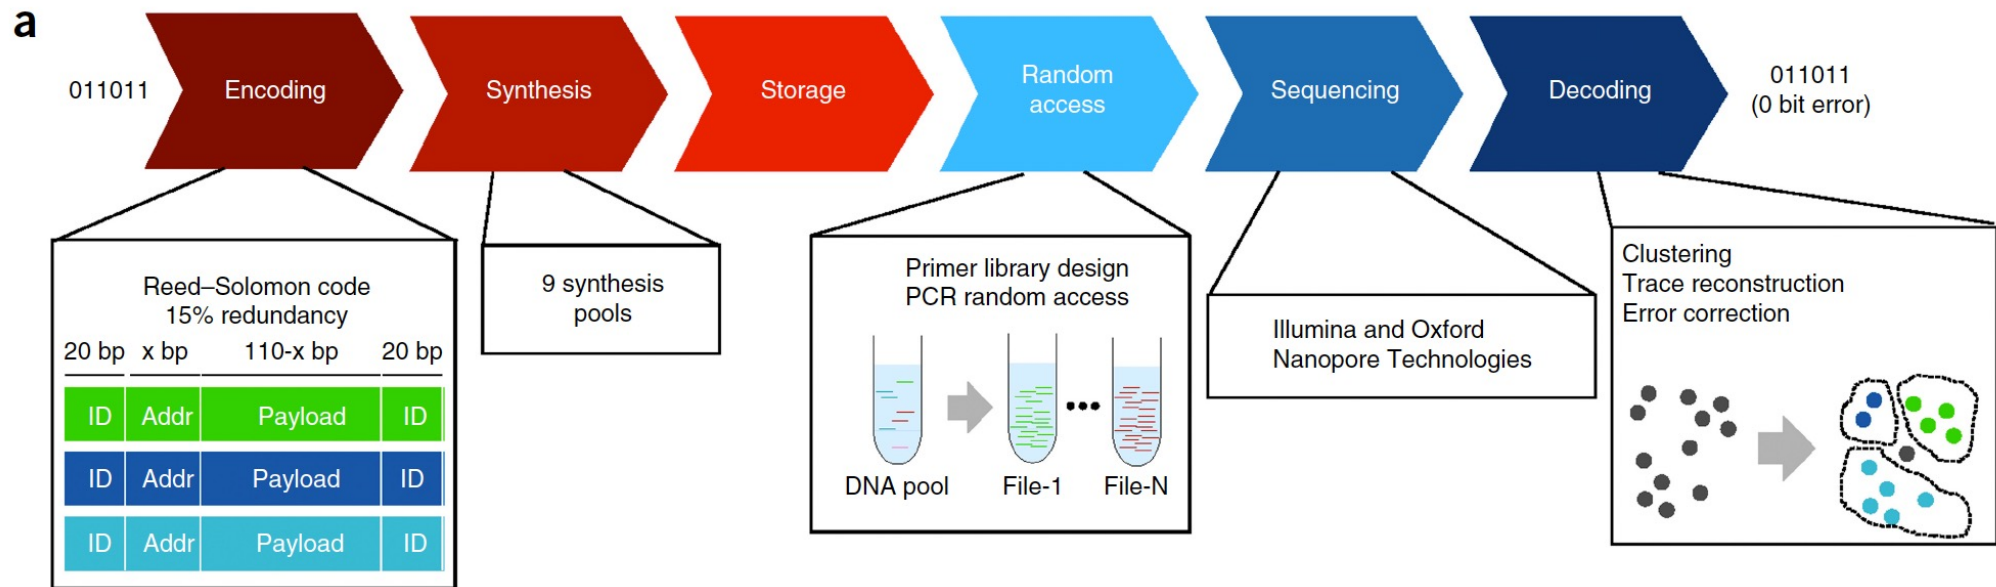 a
011011
Encoding
Synthesis
Storage
Random
access
Sequencing
Decoding
011011
(0 bit error)
Reed–Solomon code
15% redundancy
20 bp x bp 110-x bp 20 bp
ID Addr Payload ID
ID Addr Payload ID
ID Addr Payload ID
9 synthesis
pools
Primer library design
PCR random access
DNA pool File-1 File-N
Illumina and Oxford
Nanopore Technologies
Clustering
Trace reconstruction
Error correction